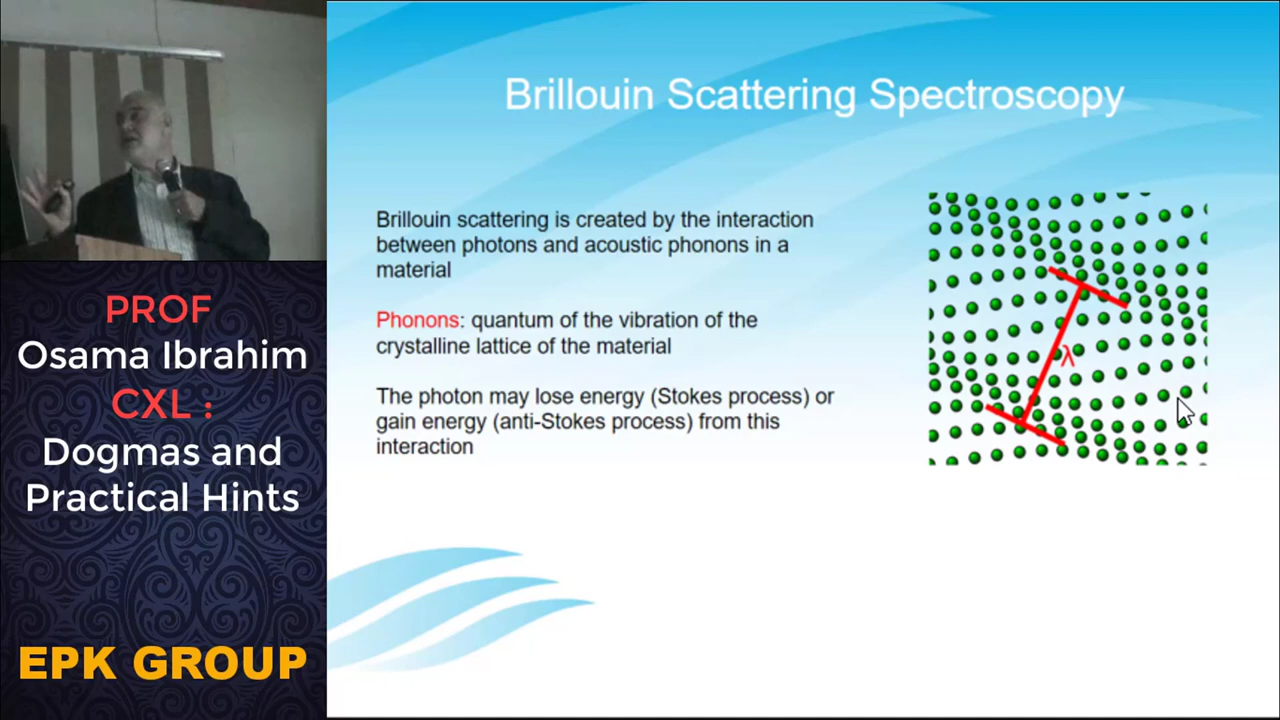 PROF
Osama Ibrahim
CXL :
Dogmas and
Practical Hints
EPK GROUP
Brillouin Scattering Spectroscopy
Brillouin scattering is created by the interaction
between photons and acoustic phonons in a
material
Phonons: quantum of the vibration of the
crystalline lattice of the material
The photon may lose energy (Stokes process) or
gain energy (anti-Stokes process) from this
interaction
λ